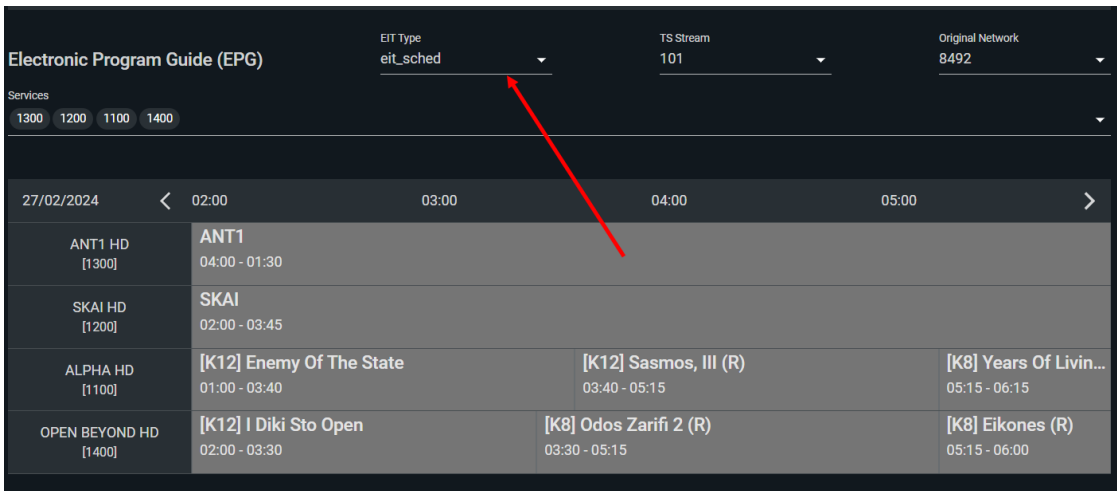 Electronic Program Guide (EPG)
EIT Type
eit_sched
TS Stream
101
Original Network
8492
Services
1300 1200 1100 1400
27/02/2024 02:00 03:00 04:00 05:00
ANT1 HD
[1300]
ANT1
04:00 - 01:30
SKAI HD
[1200]
SKAI
02:00 - 03:45
ALPHA HD
[1100]
[K12] Enemy Of The State
01:00 - 03:40
[K12] Sasmos, III (R)
03:40 - 05:15
[K8] Years Of Livin...
05:15 - 06:15
OPEN BEYOND HD
[1400]
[K12] I Diki Sto Open
02:00 - 03:30
[K8] Odos Zarifi 2 (R)
03:30 - 05:15
[K8] Eikones (R)
05:15 - 06:00